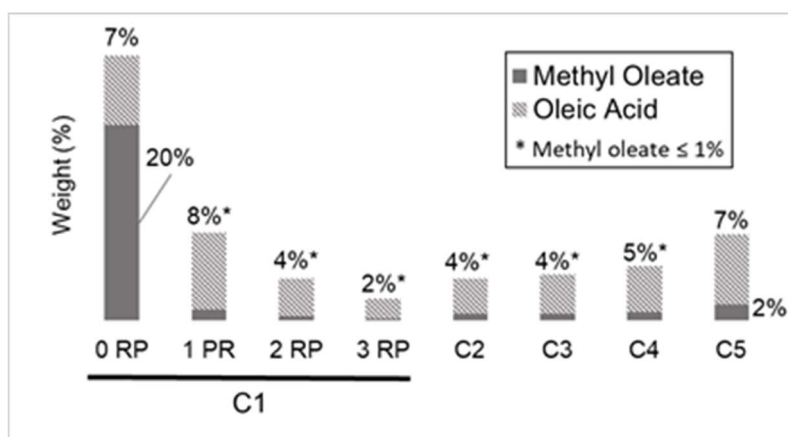 7%
Methyl Oleate
Oleic Acid
* Methyl oleate ≤ 1%
Weight (%)
20%
8%*
4%*
2%*
4%*
4%*
5%*
7%
2%
0 RP 1 PR 2 RP 3 RP C2 C3 C4 C5
C1